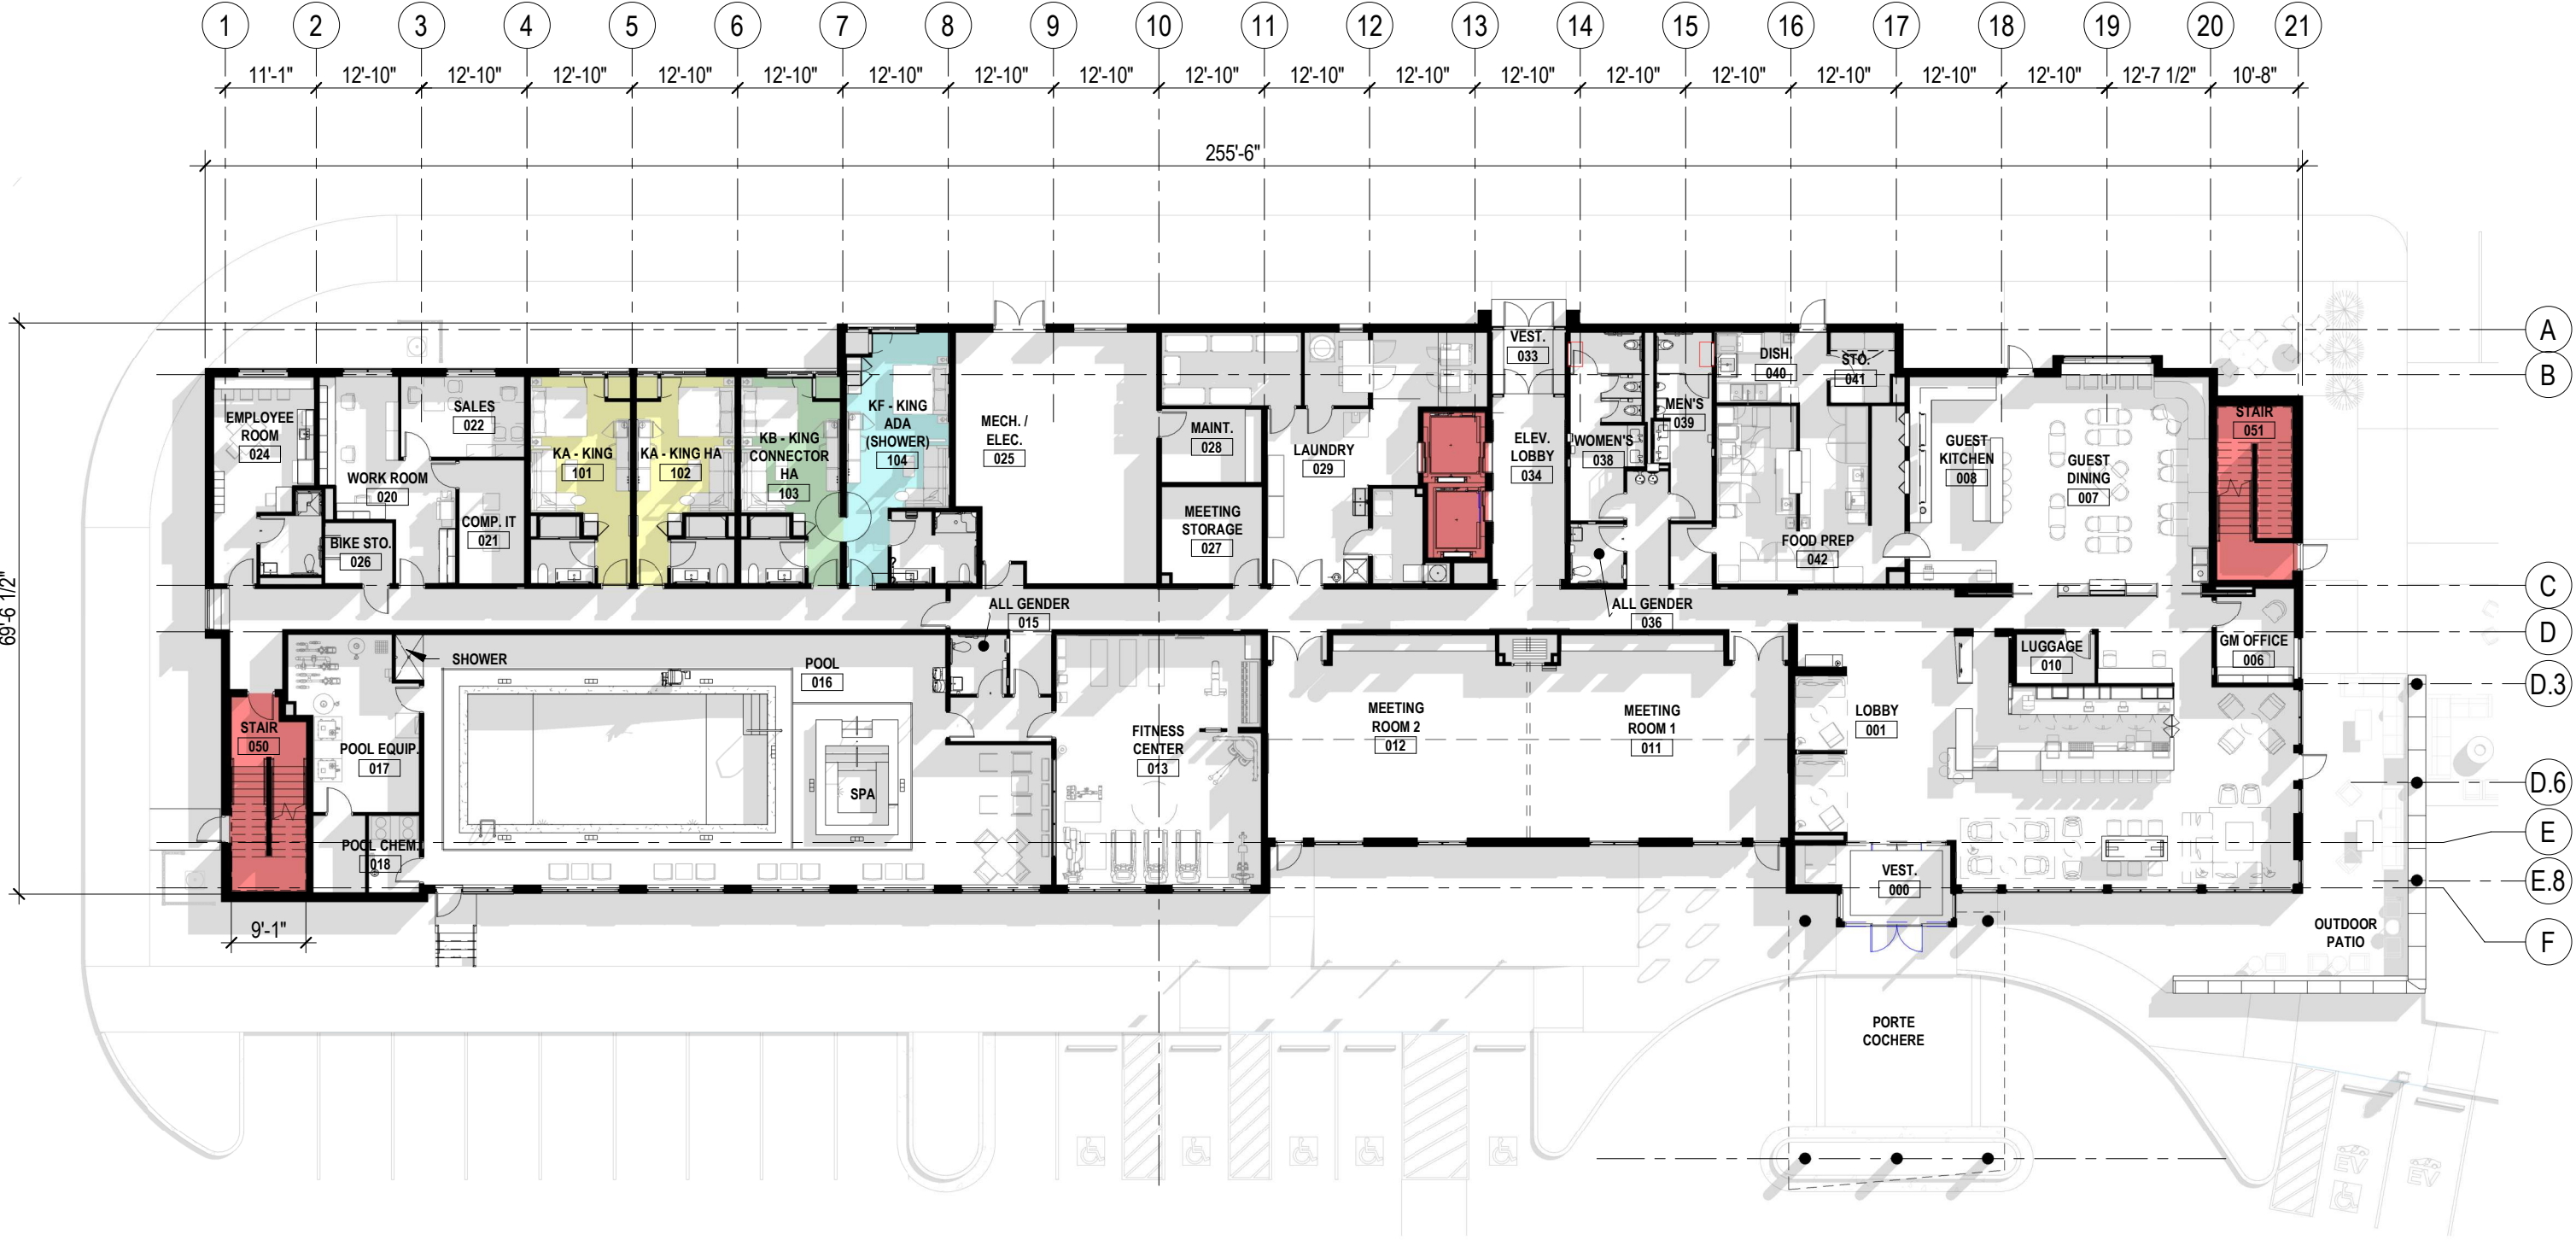 1 2 3 4 5 6 7 8 9 10 11 12 13 14 15 16 17 18 19 20 21
11'-1" 12'-10" 12'-10" 12'-10" 12'-10" 12'-10" 12'-10" 12'-10" 12'-10" 12'-10" 12'-10" 12'-10" 12'-10" 12'-10" 12'-10" 12'-10" 12'-10" 12'-10" 12'-7 1/2" 10'-8"
255'-6"
69'-6 1/2"
A
B
C
D
D.3
D.6
E
E.8
F
EMPLOYEE
ROOM
024
WORK ROOM
020
SALES
022
COMP. IT
021
BIKE STO.
026
KA - KING
101
KA - KING HA
102
KB - KING
CONNECTOR
HA
103
KF - KING
ADA
(SHOWER)
104
MECH. /
ELEC.
025
MAINT.
028
MEETING
STORAGE
027
LAUNDRY
029
VEST.
033
ELEV.
LOBBY
034
WOMEN'S
038
MEN'S
039
DISH.
040
STO.
041
FOOD PREP
042
GUEST
KITCHEN
008
GUEST
DINING
007
STAIR
051
ALL GENDER
015
ALL GENDER
036
SHOWER
POOL
016
SPA
STAIR
050
POOL EQUIP.
017
POOL CHEM.
018
9'-1"
FITNESS
CENTER
013
MEETING
ROOM 2
012
MEETING
ROOM 1
011
LOBBY
001
LUGGAGE
010
GM OFFICE
006
VEST.
000
OUTDOOR
PATIO
PORTE
COCHERE
EV
EV